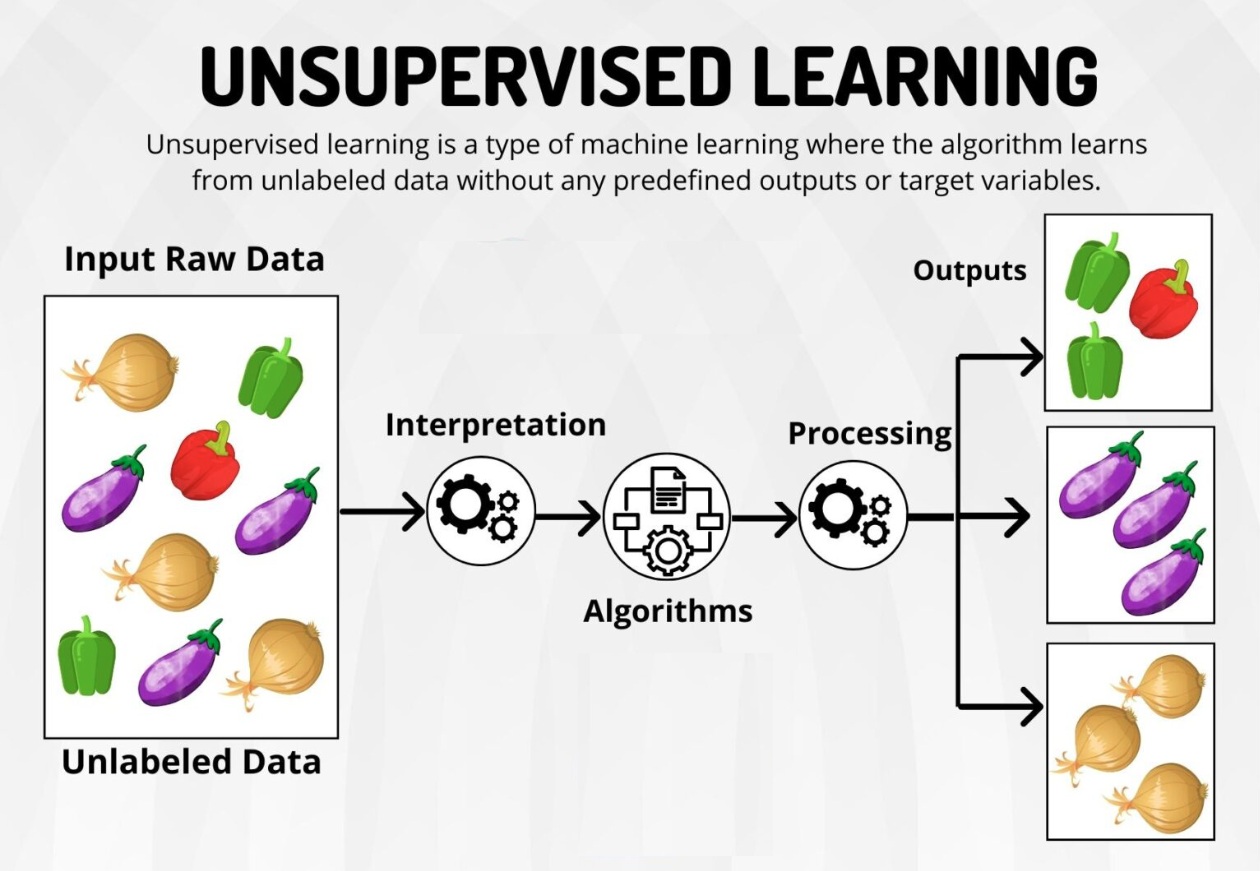 UNSUPERVISED LEARNING
Unsupervised learning is a type of machine learning where the algorithm learns
from unlabeled data without any predefined outputs or target variables.
Input Raw Data
Outputs
Interpretation
Processing
Algorithms
Unlabeled Data